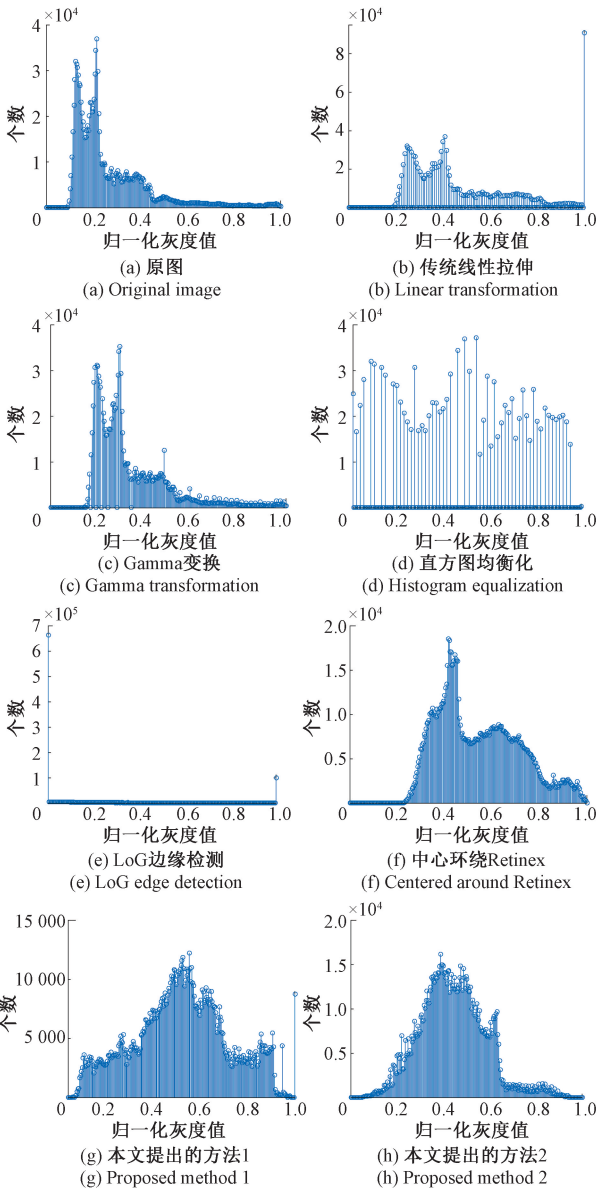 ×10⁴
4
3
2
1
个数
0
0.2
0.4
0.6
0.8
1.0
归一化灰度值
(a) 原图
(a) Original image
×10⁴
8
6
4
2
个数
0
0.2
0.4
0.6
0.8
1.0
归一化灰度值
(b) 传统线性拉伸
(b) Linear transformation
×10⁴
4
3
2
1
个数
0
0.2
0.4
0.6
0.8
1.0
归一化灰度值
(c) Gamma变换
(c) Gamma transformation
×10⁴
4
3
2
1
个数
0
0.2
0.4
0.6
0.8
1.0
归一化灰度值
(d) 直方图均衡化
(d) Histogram equalization
×10⁵
7
6
5
4
3
2
1
个数
0
0.2
0.4
0.6
0.8
1.0
归一化灰度值
(e) LoG边缘检测
(e) LoG edge detection
×10⁴
2.0
1.5
1.0
0.5
个数
0
0.2
0.4
0.6
0.8
1.0
归一化灰度值
(f) 中心环绕Retinex
(f) Centered around Retinex
15 000
10 000
5 000
个数
0
0.2
0.4
0.6
0.8
1.0
归一化灰度值
(g) 本文提出的方法1
(g) Proposed method 1
×10⁴
2.0
1.5
1.0
0.5
个数
0
0.2
0.4
0.6
0.8
1.0
归一化灰度值
(h) 本文提出的方法2
(h) Proposed method 2